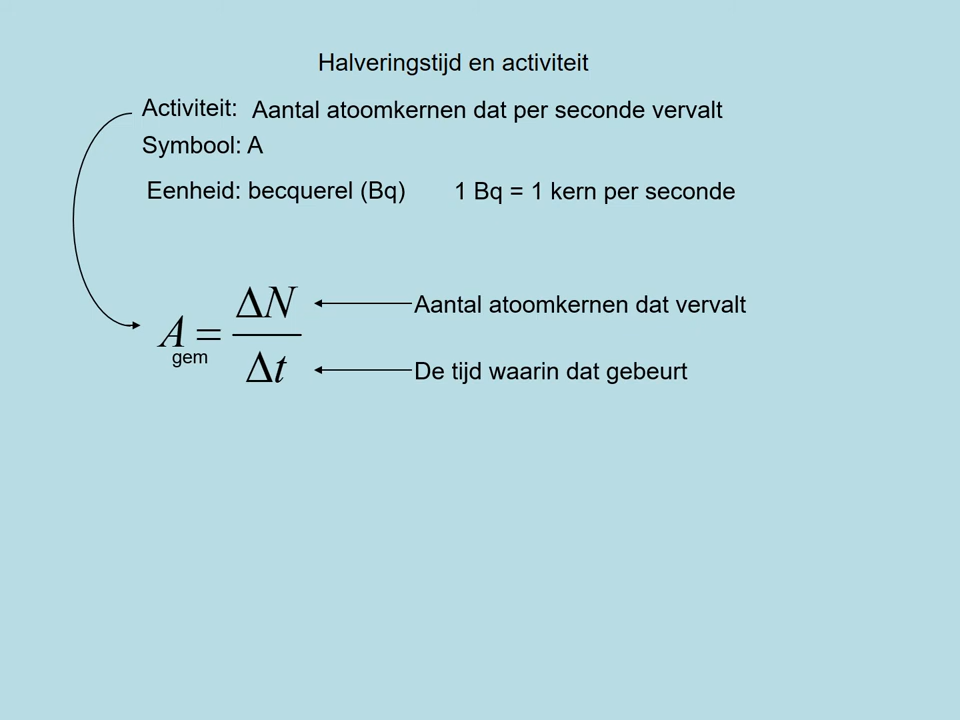 Halveringstijd en activiteit
Activiteit: Aantal atoomkernen dat per seconde vervalt
Symbool: A
Eenheid: becquerel (Bq) 1 Bq = 1 kern per seconde
A gem = ΔN / Δt
Aantal atoomkernen dat vervalt
De tijd waarin dat gebeurt